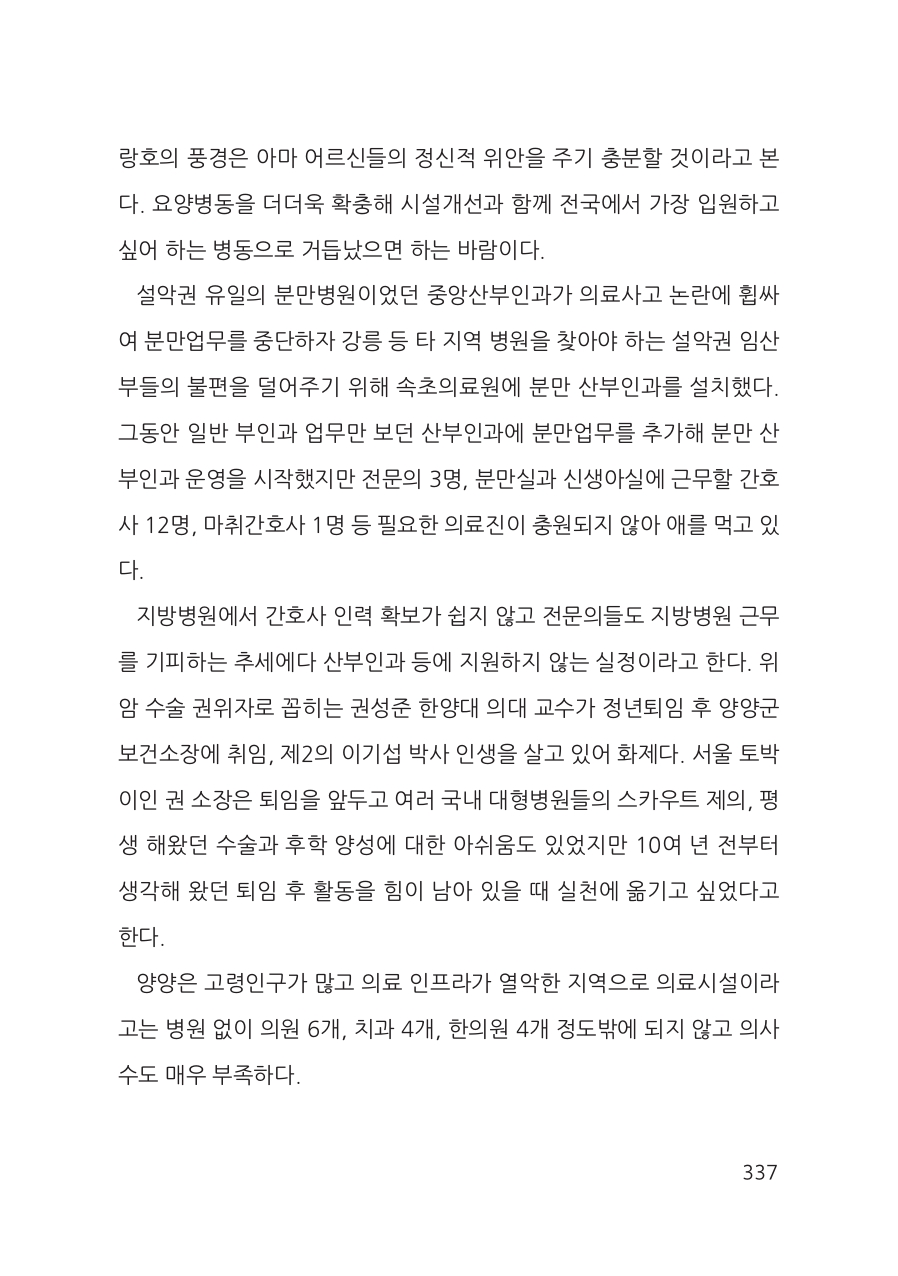 랑호의 풍경은 아마 어르신들의 정신적 위안을 주기 충분할 것이라고 본
다. 요양병동을 더더욱 확충해 시설개선과 함께 전국에서 가장 입원하고
싶어 하는 병동으로 거듭났으면 하는 바람이다.
설악권 유일의 분만병원이었던 중앙산부인과가 의료사고 논란에 휩싸
여 분만업무를 중단하자 강릉 등 타 지역 병원을 찾아야 하는 설악권 임산
부들의 불편을 덜어주기 위해 속초의료원에 분만 산부인과를 설치했다.
그동안 일반 부인과 업무만 보던 산부인과에 분만업무를 추가해 분만 산
부인과 운영을 시작했지만 전문의 3명, 분만실과 신생아실에 근무할 간호
사 12명, 마취간호사 1명 등 필요한 의료진이 충원되지 않아 애를 먹고 있
다.
지방병원에서 간호사 인력 확보가 쉽지 않고 전문의들도 지방병원 근무
를 기피하는 추세에다 산부인과 등에 지원하지 않는 실정이라고 한다. 위
암 수술 권위자로 꼽히는 권성준 한양대 의대 교수가 정년퇴임 후 양양군
보건소장에 취임, 제2의 이기섭 박사 인생을 살고 있어 화제다. 서울 토박
이인 권 소장은 퇴임을 앞두고 여러 국내 대형병원들의 스카우트 제의, 평
생 해왔던 수술과 후학 양성에 대한 아쉬움도 있었지만 10여 년 전부터
생각해 왔던 퇴임 후 활동을 힘이 남아 있을 때 실천에 옮기고 싶었다고
한다.
양양은 고령인구가 많고 의료 인프라가 열악한 지역으로 의료시설이라
고는 병원 없이 의원 6개, 치과 4개, 한의원 4개 정도밖에 되지 않고 의사
수도 매우 부족하다.
337